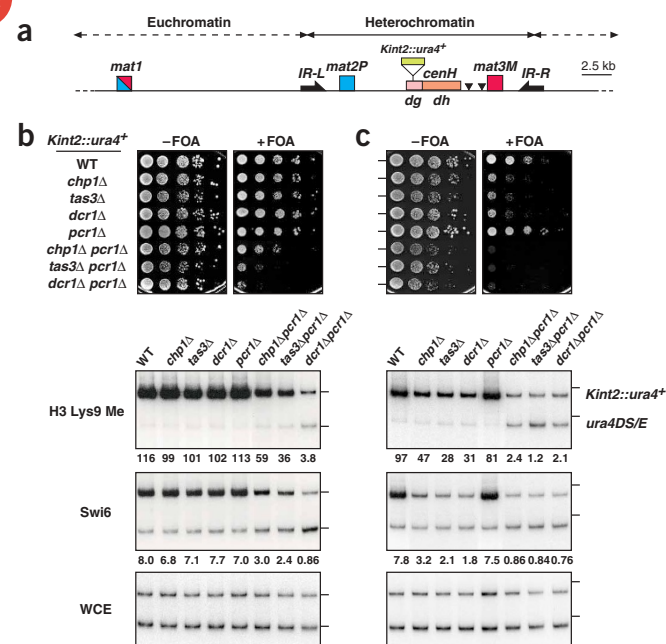 a
Euchromatin Heterochromatin
Kint2::ura4+
mat1 IR-L mat2P cenH mat3M IR-R 2.5 kb
dg dh
b Kint2::ura4+ –FOA +FOA
WT
chp1Δ
tas3Δ
dcr1Δ
pcr1Δ
chp1Δ pcr1Δ
tas3Δ pcr1Δ
dcr1Δ pcr1Δ
c –FOA +FOA
WT chp1Δ tas3Δ dcr1Δ pcr1Δ chp1Δpcr1Δ tas3Δpcr1Δ dcr1Δpcr1Δ
WT chp1Δ tas3Δ dcr1Δ pcr1Δ chp1Δpcr1Δ tas3Δpcr1Δ dcr1Δpcr1Δ
H3 Lys9 Me
Kint2::ura4+
ura4DS/E
116 99 101 102 113 59 36 3.8
97 47 28 31 81 2.4 1.2 2.1
Swi6
8.0 6.8 7.1 7.7 7.0 3.0 2.4 0.86
7.8 3.2 2.1 1.8 7.5 0.86 0.84 0.76
WCE